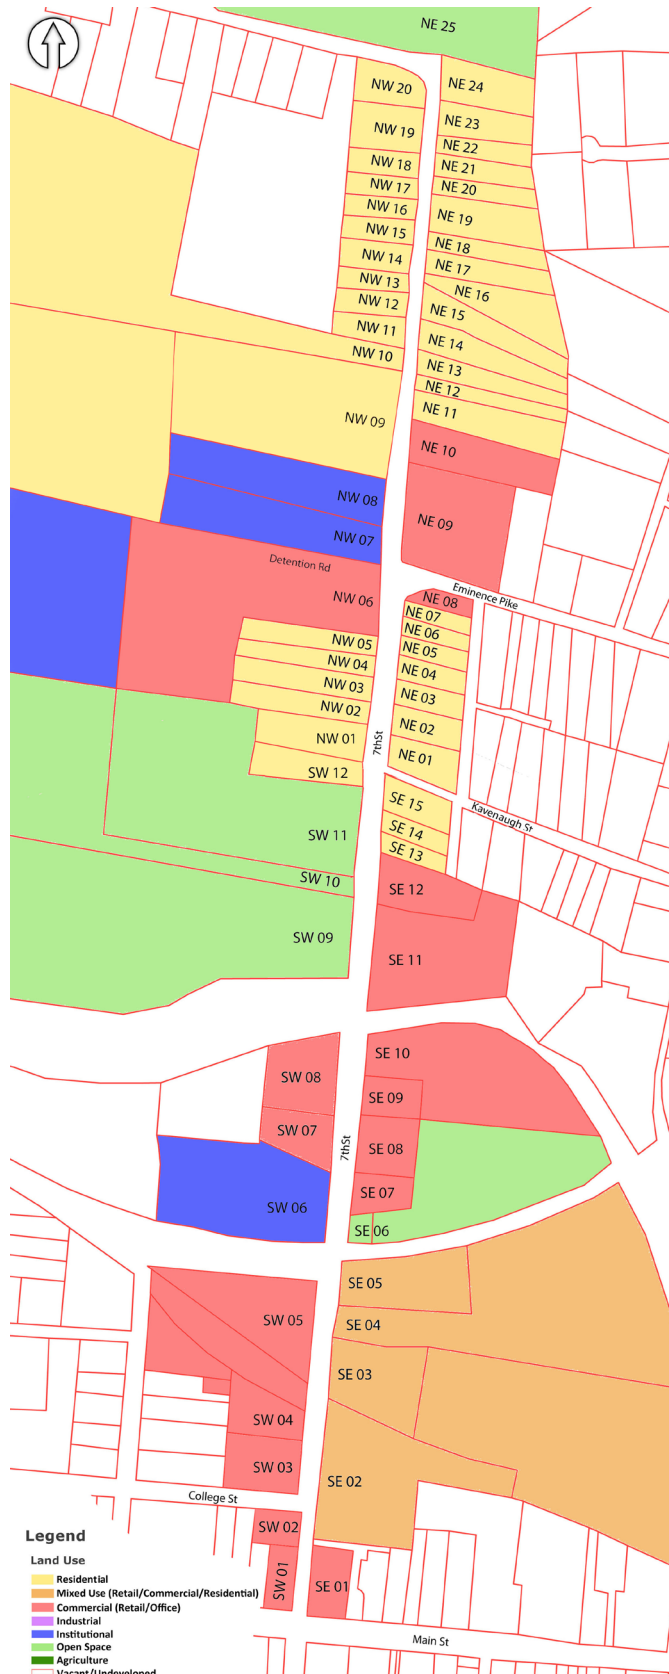 NE 25
NW 20
NE 24
NW 19
NE 23
NE 22
NW 18
NE 21
NW 17
NE 20
NW 16
NE 19
NW 15
NE 18
NW 14
NE 17
NW 13
NE 16
NW 12
NE 15
NW 11
NE 14
NW 10
NE 13
NE 12
NE 11
NW 09
NE 10
NW 08
NE 09
NW 07
Detention Rd
Eminence Pike
NW 06
NE 08
NE 07
NE 06
NW 05
NE 05
NW 04
NE 04
NW 03
NE 03
NW 02
NE 02
NW 01
7thSt
NE 01
SW 12
SE 15
Kavenaugh St
SE 14
SW 11
SE 13
SW 10
SE 12
SW 09
SE 11
SE 10
SW 08
SE 09
SW 07
7thSt
SE 08
SE 07
SW 06
SE 06
SE 05
SW 05
SE 04
SE 03
SW 04
SW 03
SE 02
College St
SW 02
SW 01
SE 01
Main St
Legend
Land Use
Residential
Mixed Use (Retail/Commercial/Residential)
Commercial (Retail/Office)
Industrial
Institutional
Open Space
Agriculture
Vacant/Undeveloped